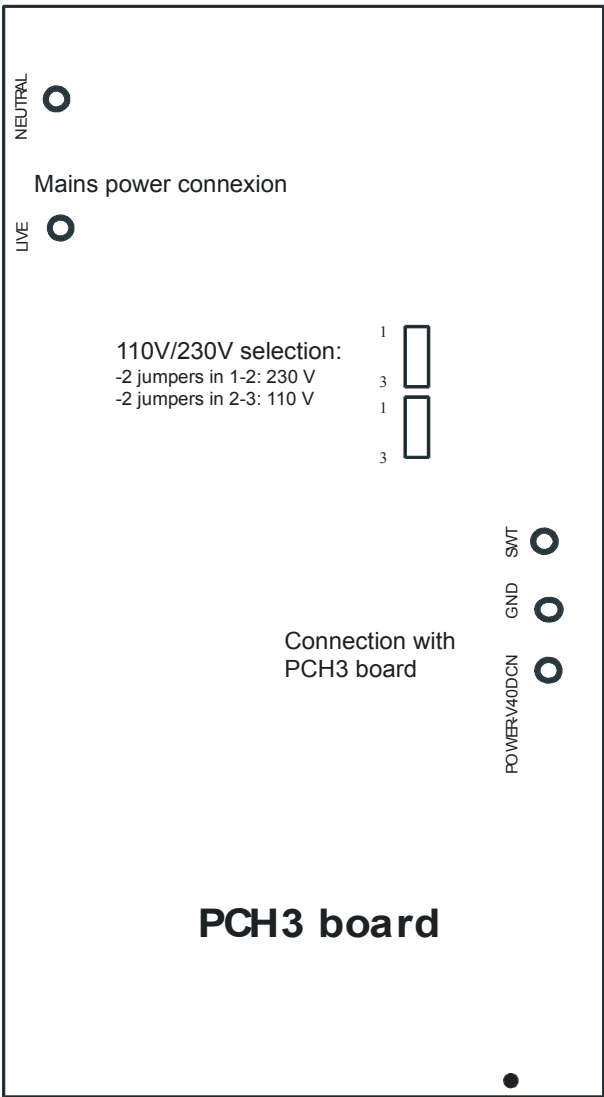 NEUTRAL
Mains power connexion
LIVE
110V/230V selection:
-2 jumpers in 1-2: 230 V
-2 jumpers in 2-3: 110 V
1
3
1
3
SWT
GND
Connection with
PCH3 board
POWER-V40DCN
PCH3 board